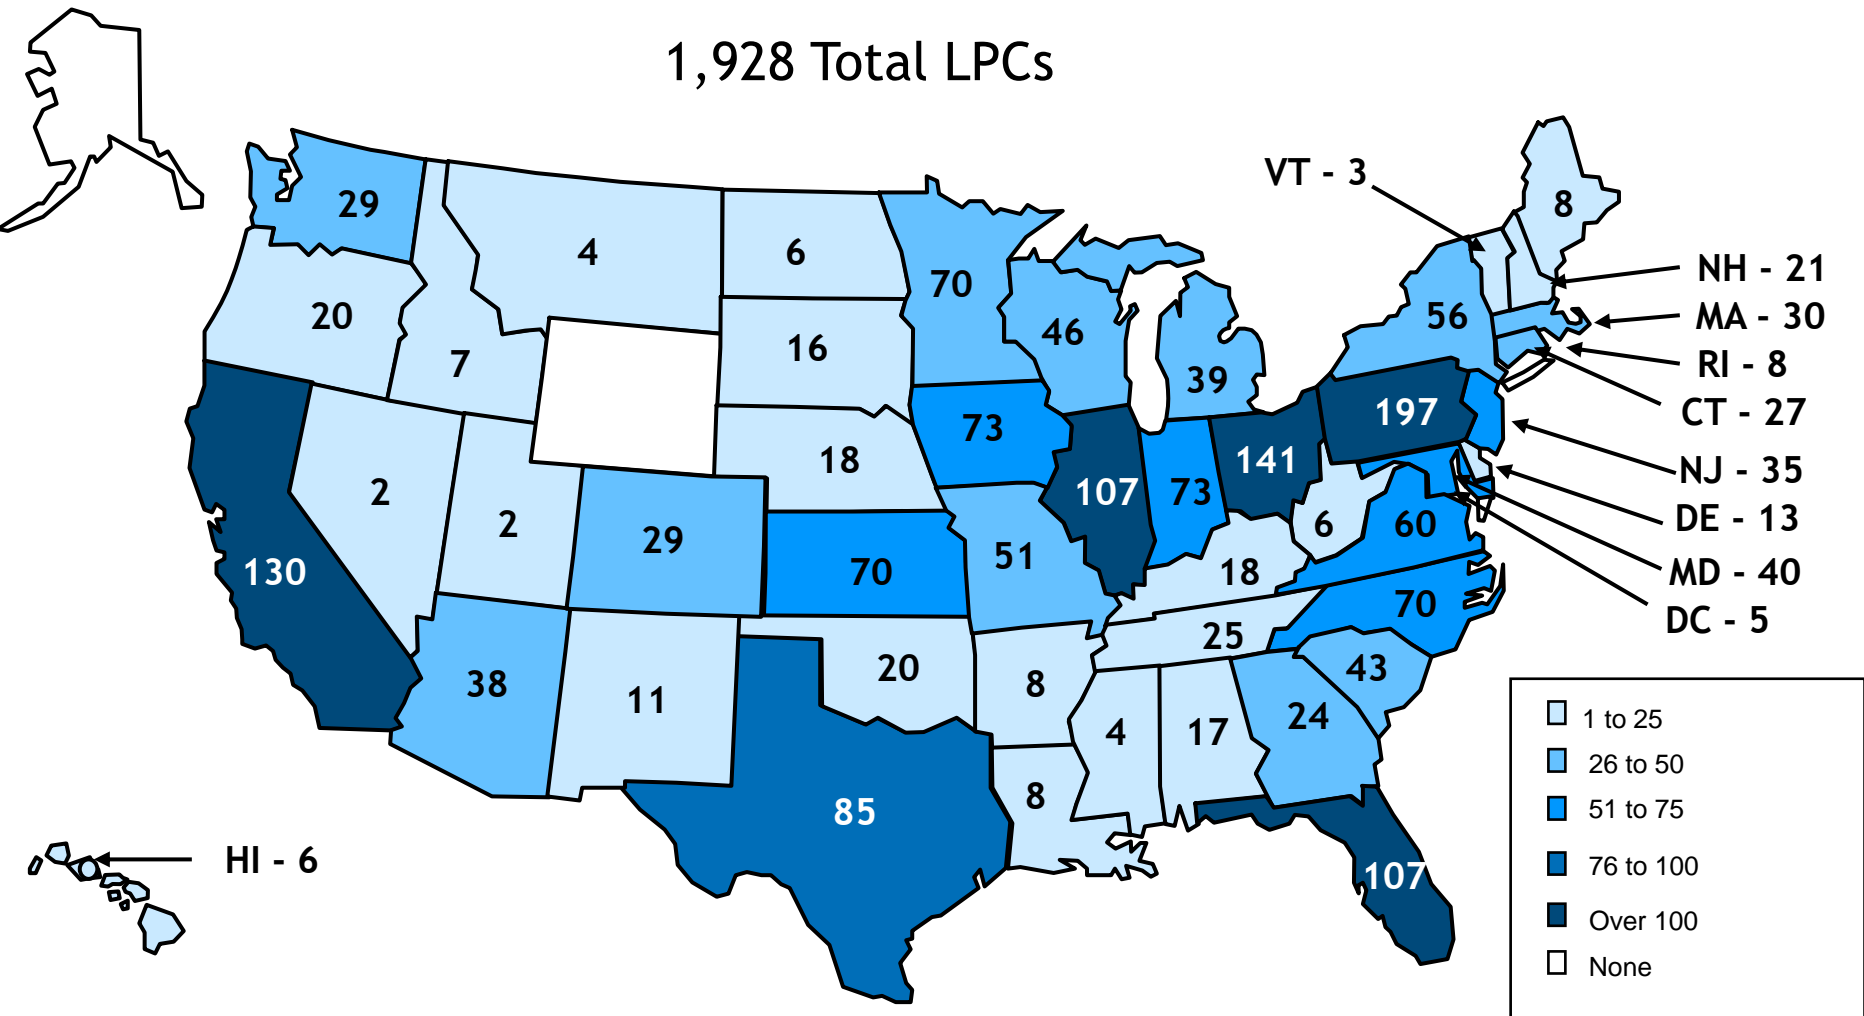 1,928 Total LPCs
VT - 3
8
29
4
6
70
NH - 21
20
56
MA - 30
46
16
7
39
RI - 8
197
CT - 27
73
18
141
NJ - 35
2
107
73
2
6
60
DE - 13
29
51
130
70
18
MD - 40
70
DC - 5
25
38
11
20
8
43
4
17
24
8
85
107
HI - 6
1 to 25
26 to 50
51 to 75
76 to 100
Over 100
None